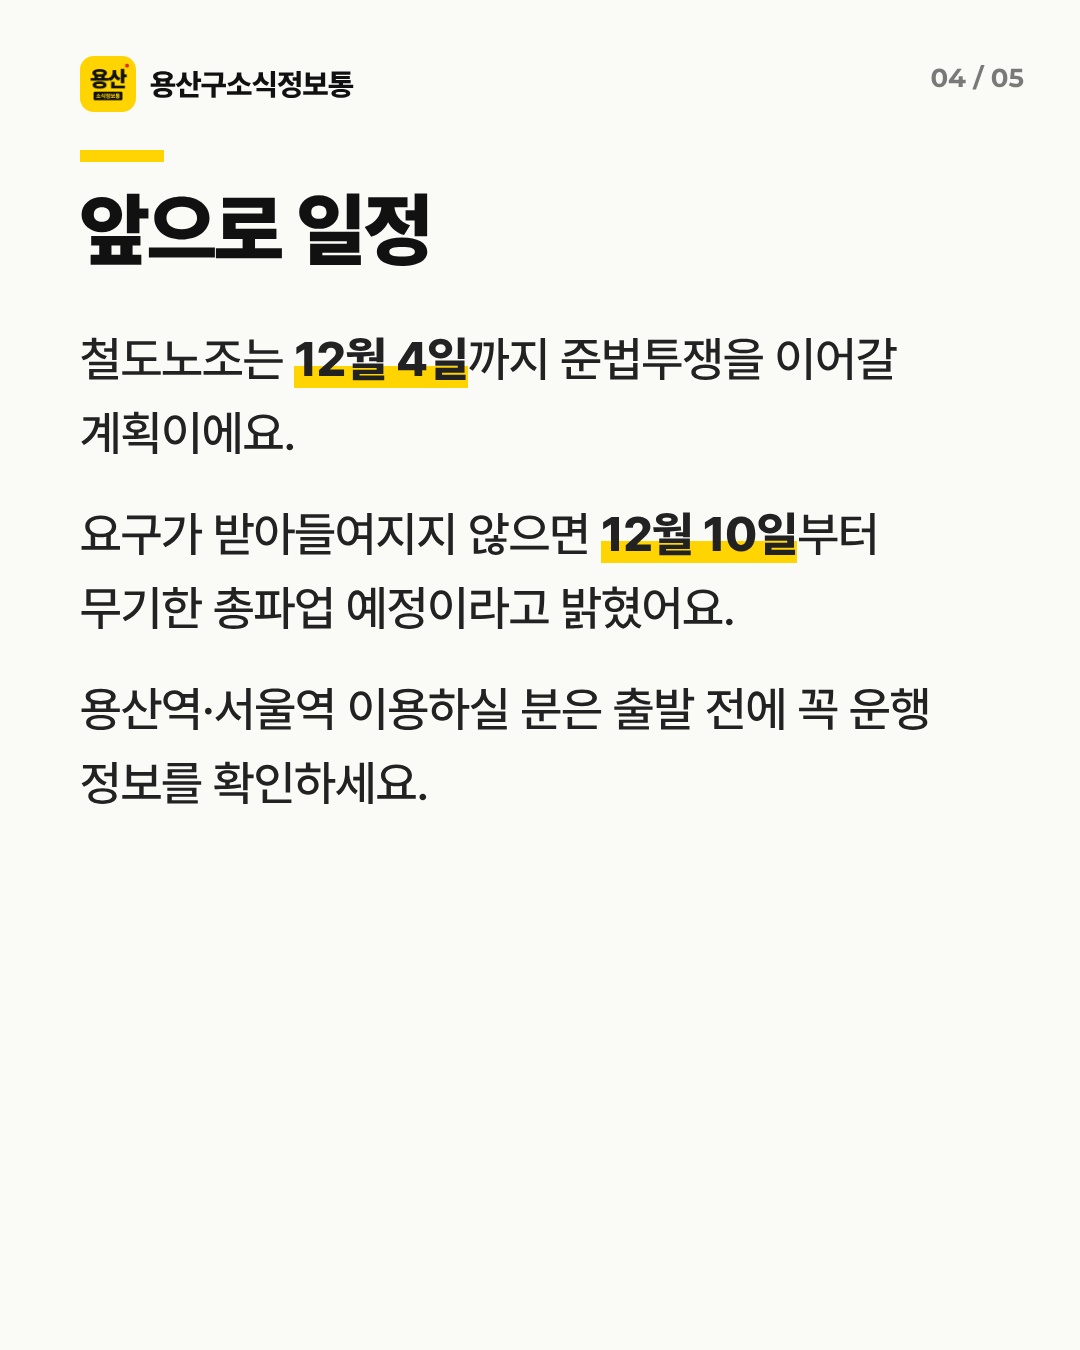 용산
소식정보통
용산구소식정보통
04 / 05
앞으로 일정
철도노조는 12월 4일까지 준법투쟁을 이어갈
계획이에요.
요구가 받아들여지지 않으면 12월 10일부터
무기한 총파업 예정이라고 밝혔어요.
용산역·서울역 이용하실 분은 출발 전에 꼭 운행
정보를 확인하세요.